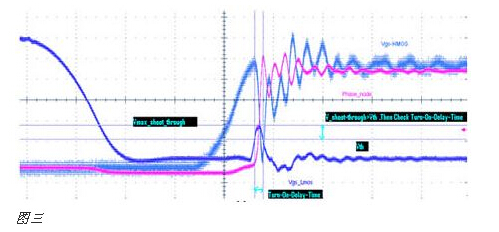 Vgs-HMOS
Phase_node
Vmax_shoot_through
V_shoot-through>Vth ,Then Check Turn-On-Delay-Time
Vth
Vgs_Lmos
Turn-On-Delay-Time
图三